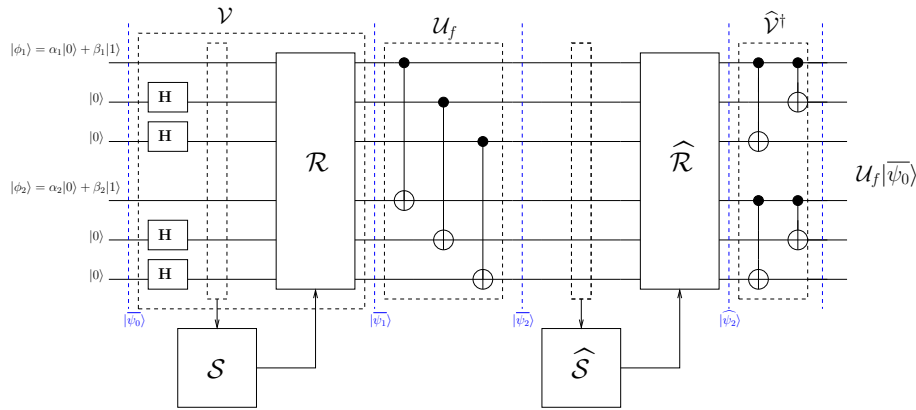 𝒱
𝒰_f
𝒱̂†
|ϕ₁⟩ = α₁|0⟩ + β₁|1⟩
|0⟩ H
|0⟩ H
ℛ
ℛ̂
𝒰_f|ψ̅₀⟩
|ϕ₂⟩ = α₂|0⟩ + β₂|1⟩
|0⟩ H
|0⟩ H
|ψ̅₀⟩ |ψ̅₁⟩ |ψ̅₂⟩ |ψ̂₂⟩
𝒮
𝒮̂